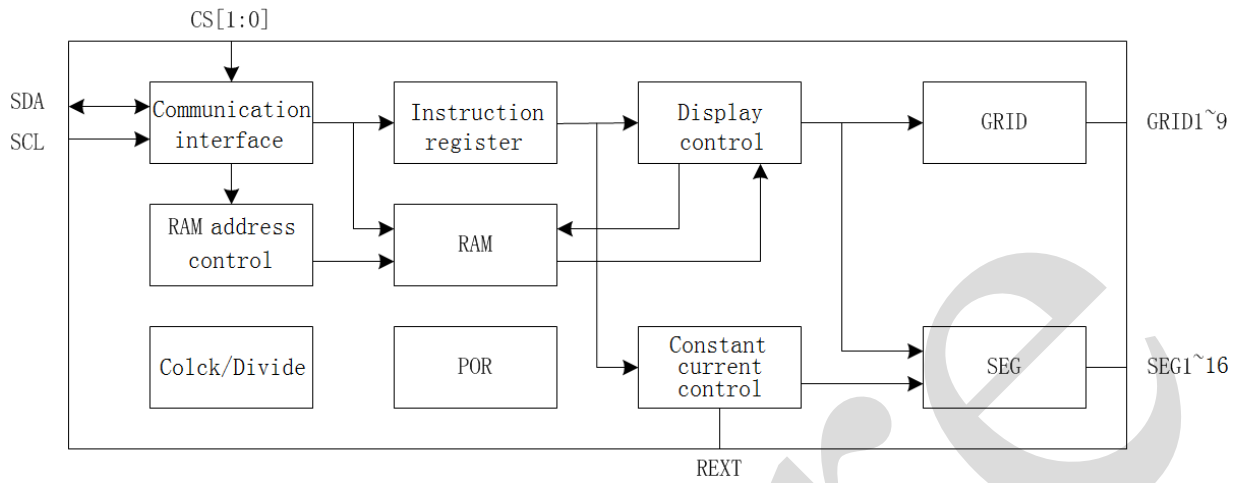 CS[1:0]
SDA
SCL
Communication
interface
Instruction
register
Display
control
GRID
GRID1~9
RAM address
control
RAM
Colck/Divide
POR
Constant
current
control
SEG
SEG1~16
REXT
re